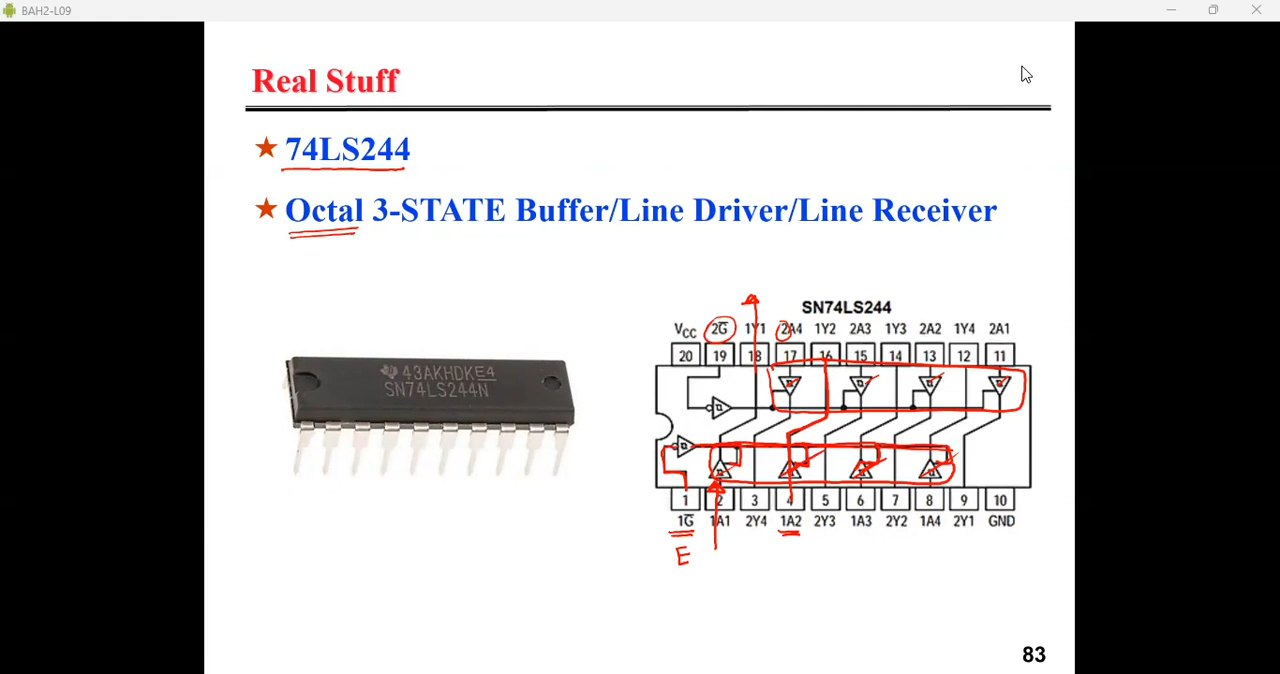 BAH2-L09
Real Stuff
★ 74LS244
★ Octal 3-STATE Buffer/Line Driver/Line Receiver
43AKHDKE4
SN74LS244N
SN74LS244
VCC 2G̅ 1Y1 2A4 1Y2 2A3 1Y3 2A2 1Y4 2A1
20 19 18 17 16 15 14 13 12 11
1 2 3 4 5 6 7 8 9 10
1G̅ 1A1 2Y4 1A2 2Y3 1A3 2Y2 1A4 2Y1 GND
E
83